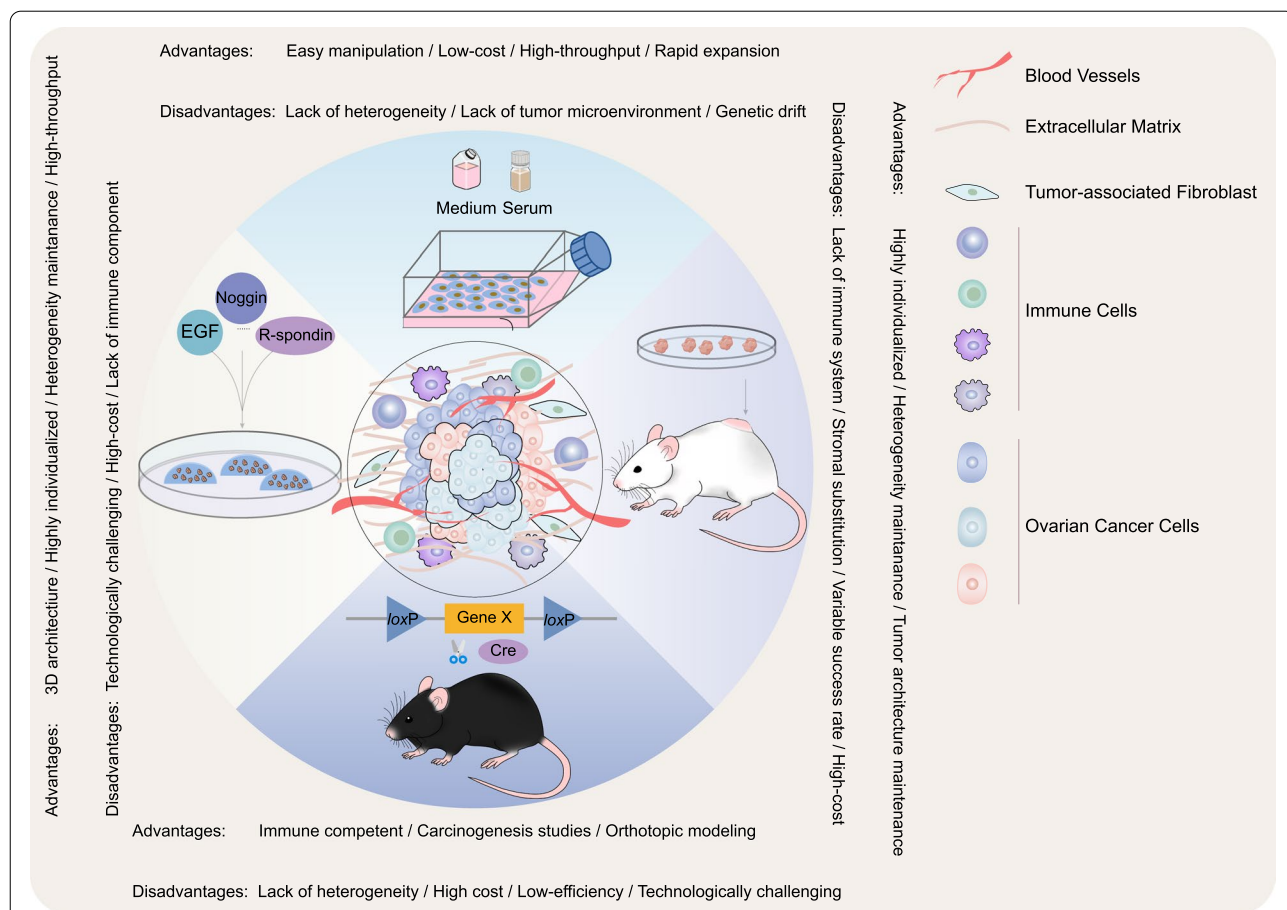 Advantages: Easy manipulation / Low-cost / High-throughput / Rapid expansion
Disadvantages: Lack of heterogeneity / Lack of tumor microenvironment / Genetic drift
Advantages: 3D architecture / Highly individualized / Heterogeneity maintanance / High-throughput
Disadvantages: Technologically challenging / High-cost / Lack of immune component
Medium Serum
Noggin
EGF
......
R-spondin
loxP
Gene X
loxP
Cre
Disadvantages: Lack of immune system / Stromal substitution / Variable success rate / High-cost
Advantages: Highly individualized / Heterogeneity maintanance / Tumor architecture maintenance
Blood Vessels
Extracellular Matrix
Tumor-associated Fibroblast
Immune Cells
Ovarian Cancer Cells
Advantages: Immune competent / Carcinogenesis studies / Orthotopic modeling
Disadvantages: Lack of heterogeneity / High cost / Low-efficiency / Technologically challenging